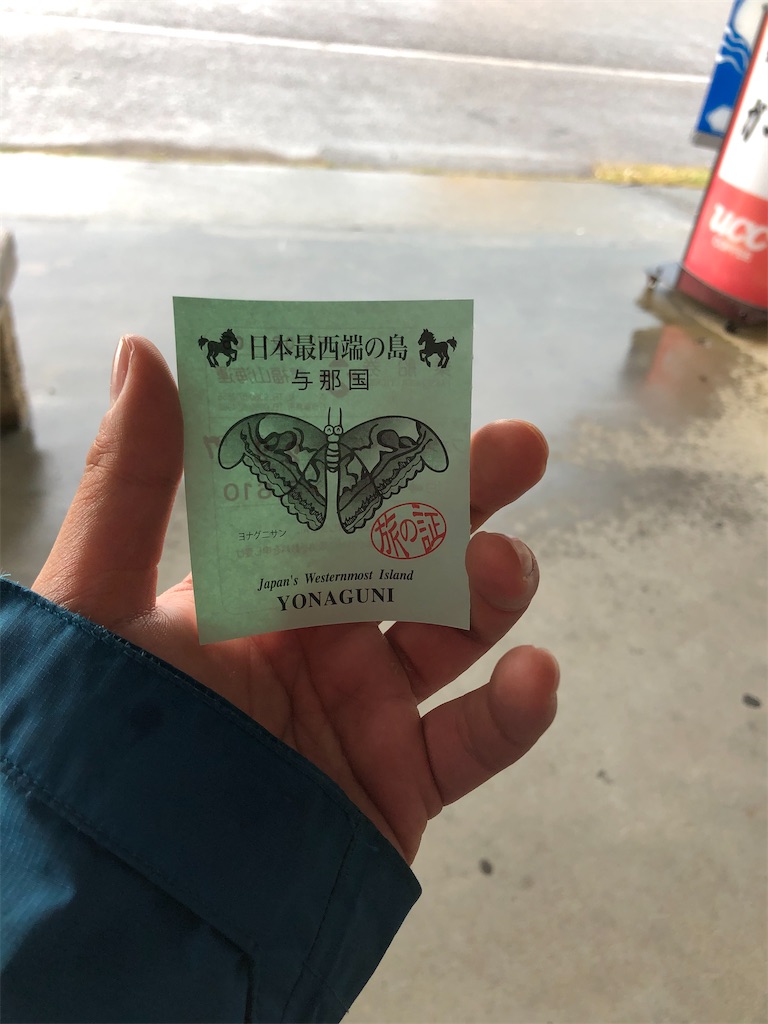 日本最西端の島
与那国
ヨナグニサン
旅の証
Japan's Westernmost Island
YONAGUNI
ucc